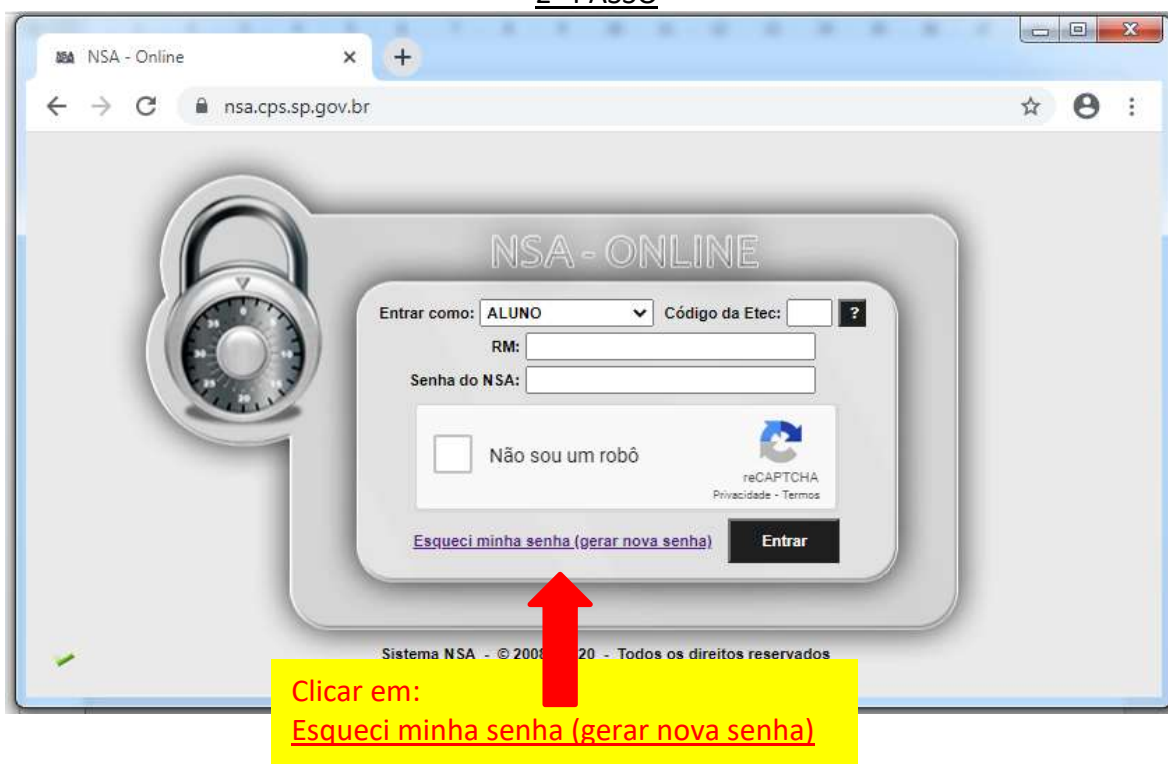 NSA - Online
nsa.cps.sp.gov.br
NSA - ONLINE
Entrar como: ALUNO Código da Etec: ?
RM:
Senha do NSA:
Não sou um robô
reCAPTCHA
Privacidade - Termos
Esqueci minha senha (gerar nova senha) Entrar
Sistema NSA - © 2008 20 - Todos os direitos reservados
Clicar em:
Esqueci minha senha (gerar nova senha)